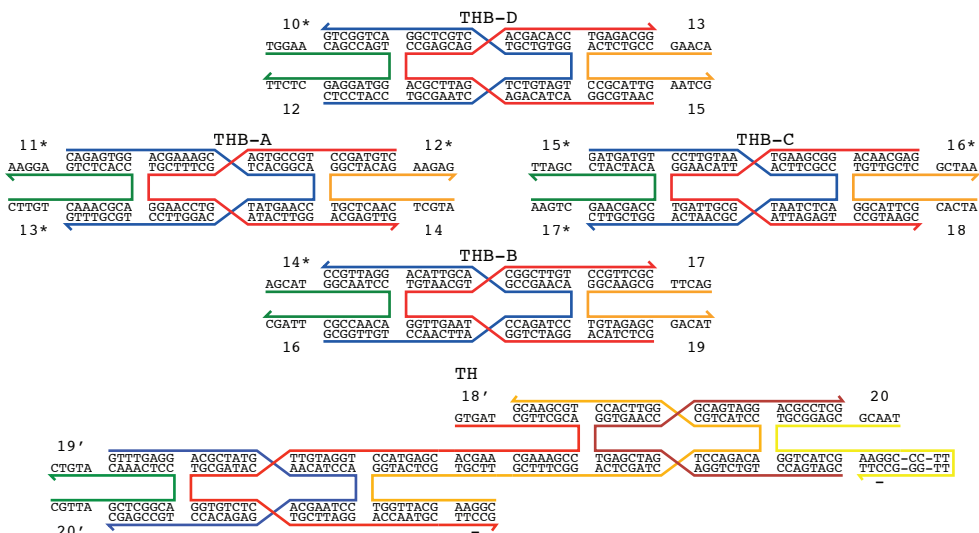 THB-D
10* 13
GTCGGTCA GGCTCGTC ACGACACC TGAGACGG
TGGAA CAGCCAGT CCGAGCAG TGCTGTGG ACTCTGCC GAACA
TTCTC GAGGATGG ACGCTTAG TCTGTAGT CCGCATTG AATCG
CTCCTACC TGCGAATC AGACATCA GGCGTAAC
12 15
THB-A THB-C
11* 12* 15* 16*
CAGAGTGG ACGAAAGC AGTGCCGT CCGATGTC GATGATGT CCTTGTAA TGAAGCGG ACAACGAG
AAGGA GTCTCACC TGCTTTCG TCACGGCA GGCTACAG AAGAG TTAGC CTACTACA GGAACATT ACTTCGCC TGTTGCTC GCTAA
CTTGT CAAACGCA GGAACCTG TATGAACC TGCTCAAC TCGTA AAGTC GAACGACC TGATTGCG TAATCTCA GGCATTCG CACTA
GTTTGCGT CCTTGGAC ATACTTGG ACGAGTTG CTTGCTGG ACTAACGC ATTAGAGT CCGTAAGC
13* 14 17* 18
THB-B
14* 17
CCGTTAGG ACATTGCA CGGCTTGT CCGTTCGC
AGCAT GGCAATCC TGTAACGT GCCGAACA GGCAAGCG TTCAG
CGATT CGCCAACA GGTTGAAT CCAGATCC TGTAGAGC GACAT
GCGGTTGT CCAACTTA GGTCTAGG ACATCTCG
16 19
TH
18' 20
GCAAGCGT CCACTTGG GCAGTAGG ACGCCTCG
GTGAT CGTTCGCA GGTGAACC CGTCATCC TGCGGAGC GCAAT
19'
GTTTGAGG ACGCTATG TTGTAGGT CCATGAGC ACGAA CGAAAGCC TGAGCTAG TCCAGACA GGTCATCG AAGGC-CC-TT
CTGTA CAAACTCC TGCGATAC AACATCCA GGTACTCG TGCTT GCTTTCGG ACTCGATC AGGTCTGT CCAGTAGC TTCCG-GG-TT
CGTTA GCTCGGCA GGTGTCTC ACGAATCC TGGTTACG AAGGC
CGAGCCGT CCACAGAG TGCTTAGG ACCAATGC TTCCG
20'